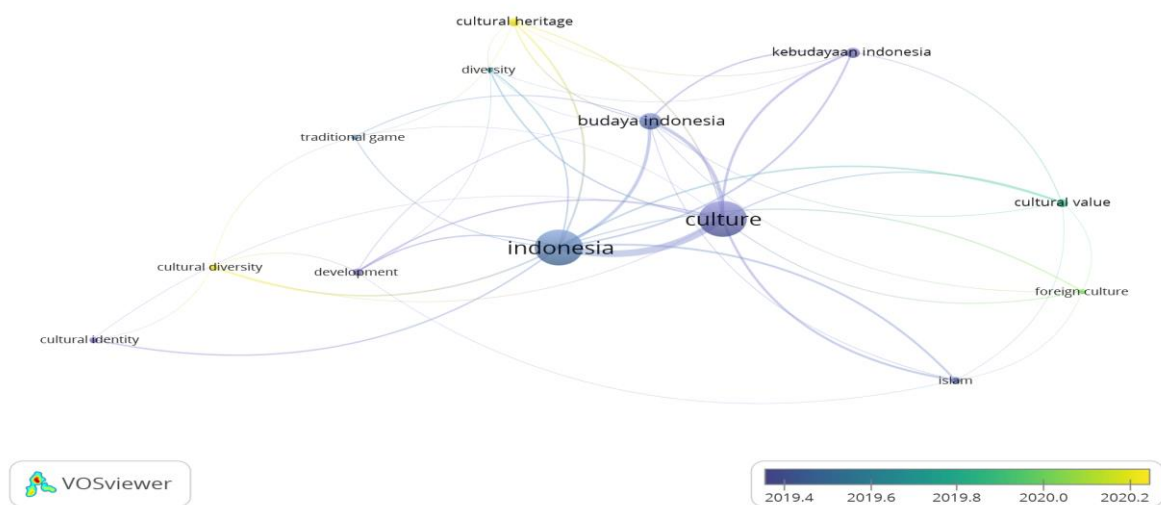 cultural heritage
kebudayaan indonesia
diversity
budaya indonesia
traditional game
cultural value
culture
indonesia
cultural diversity
development
foreign culture
cultural identity
islam
VOSviewer
2019.4 2019.6 2019.8 2020.0 2020.2